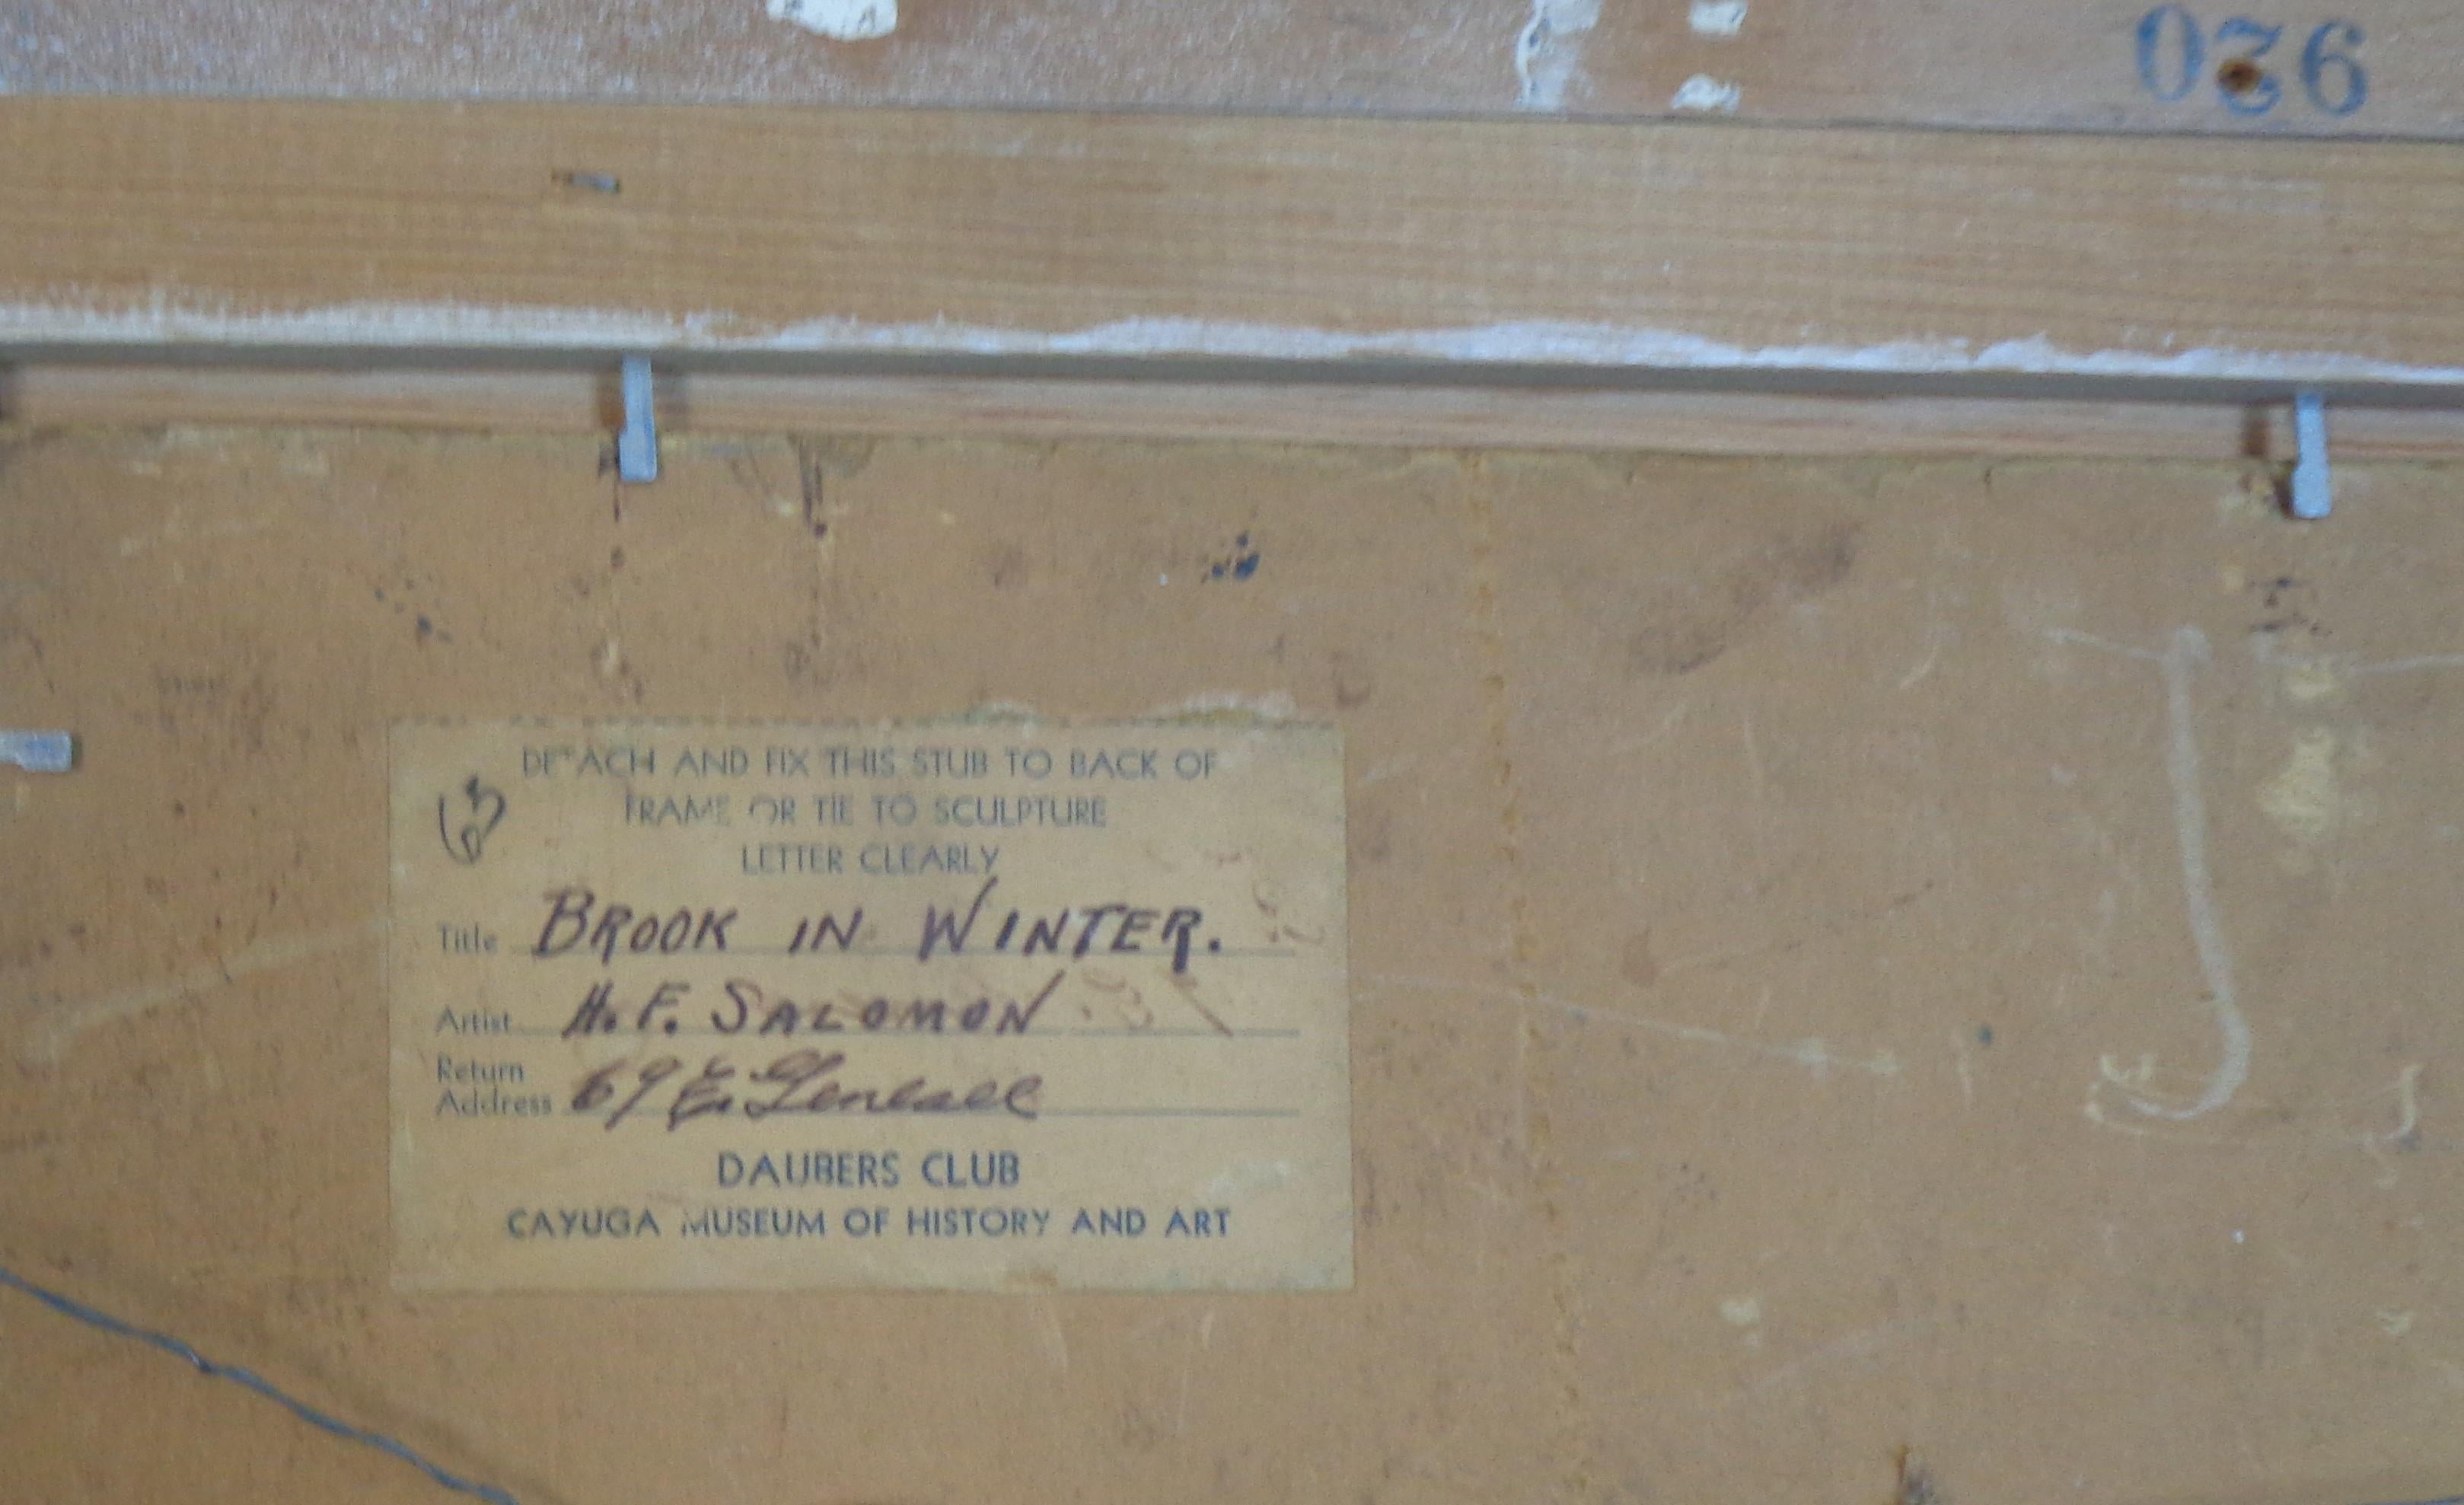 DETACH AND FIX THIS STUB TO BACK OF
FRAME OR TIE TO SCULPTURE
LETTER CLEARLY
63
Title BROOK IN WINTER.
Artist H. F. SALOMON
Return
Address 69 E. Genesee
DAUBERS CLUB
CAYUGA MUSEUM OF HISTORY AND ART